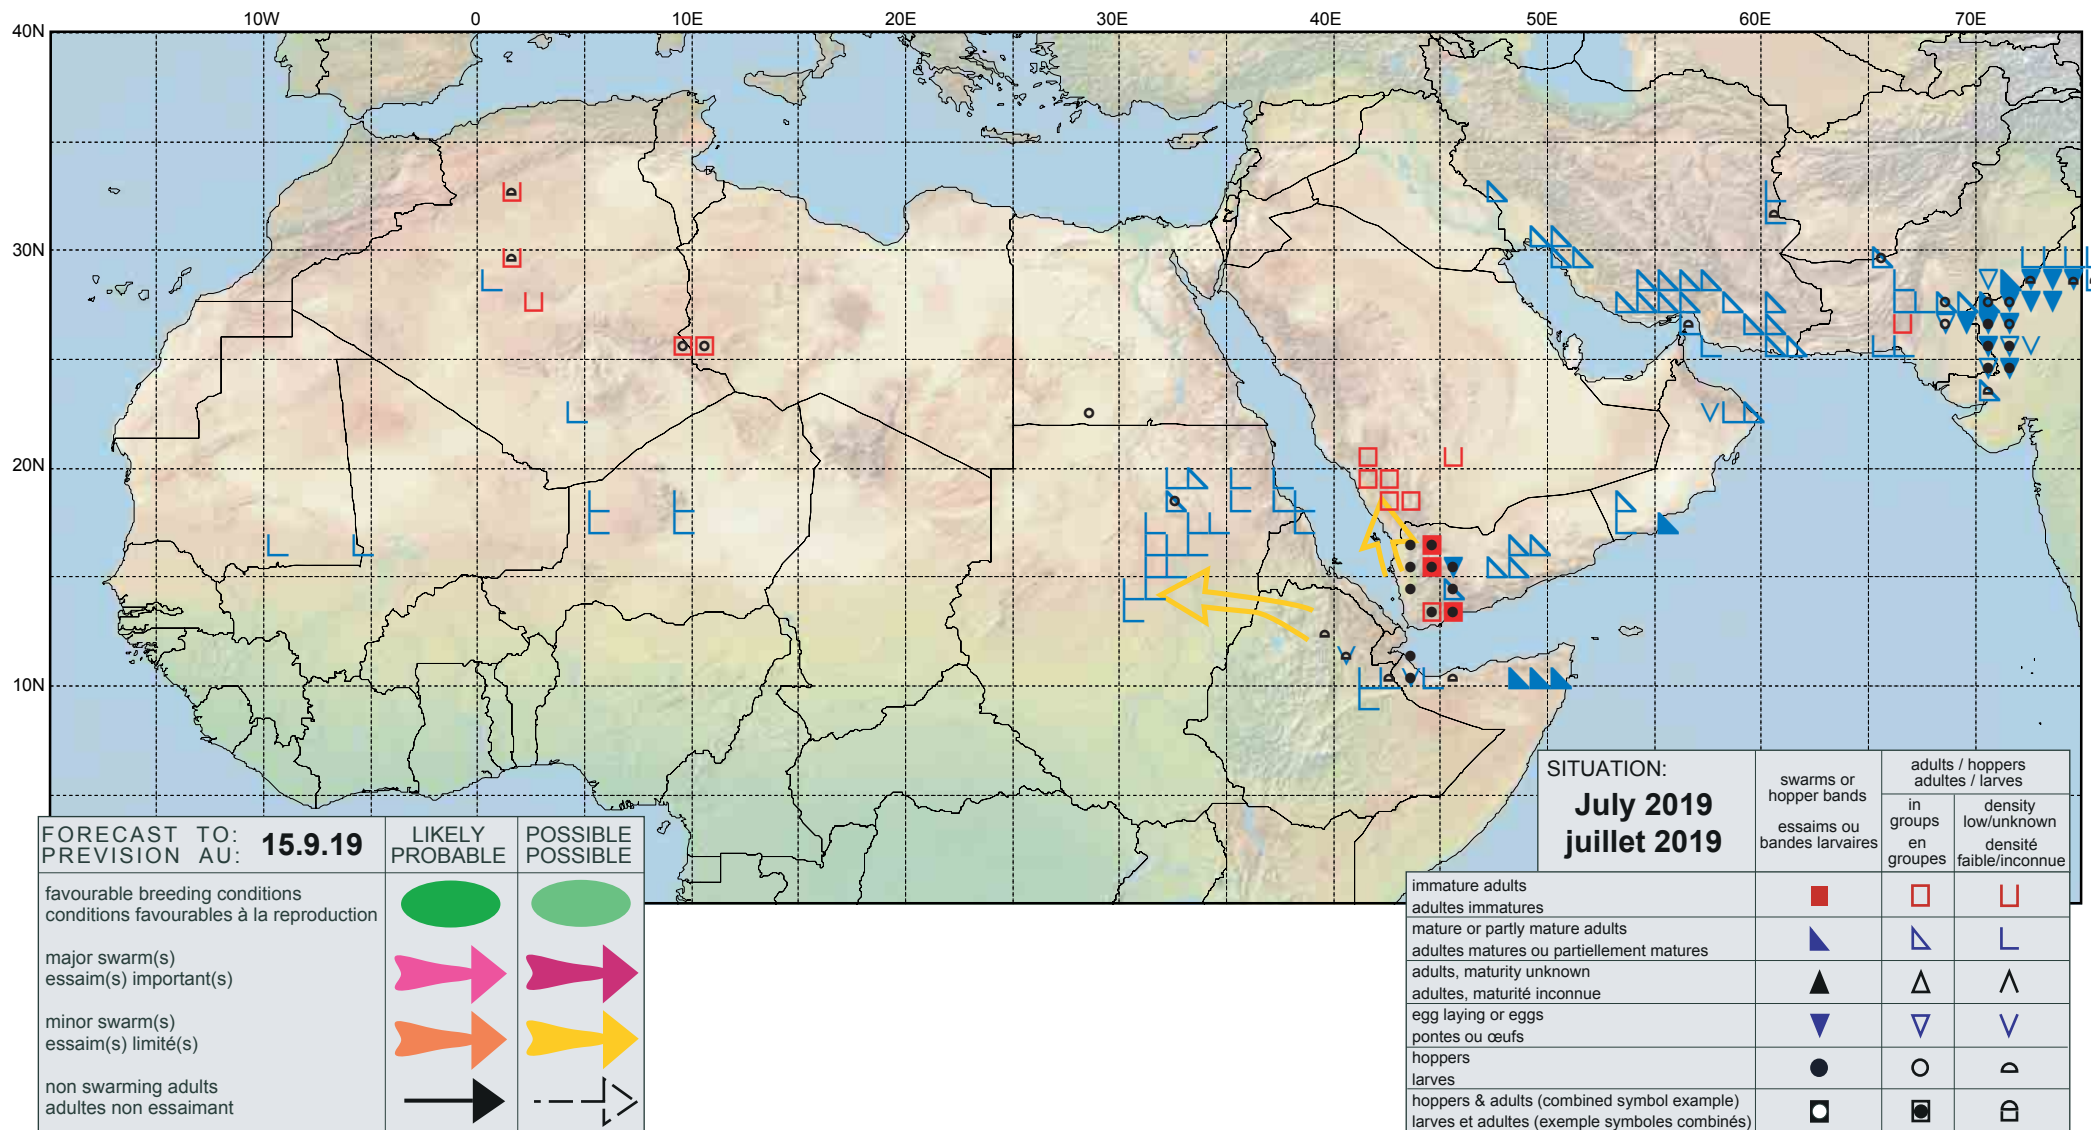 10W 0 10E 20E 30E 40E 50E 60E 70E
40N
30N
20N
10N
SITUATION:
July 2019
juillet 2019
swarms or
hopper bands
essaims ou
bandes larvaires
adults / hoppers
adultes / larves
in
groups
en
groupes
density
low/unknown
densité
faible/inconnue
immature adults
adultes immatures
mature or partly mature adults
adultes matures ou partiellement matures
adults, maturity unknown
adultes, maturité inconnue
egg laying or eggs
pontes ou œufs
hoppers
larves
hoppers & adults (combined symbol example)
larves et adultes (exemple symboles combinés)
FORECAST TO:
PREVISION AU:
15.9.19
LIKELY
PROBABLE
POSSIBLE
POSSIBLE
favourable breeding conditions
conditions favourables à la reproduction
major swarm(s)
essaim(s) important(s)
minor swarm(s)
essaim(s) limité(s)
non swarming adults
adultes non essaimant